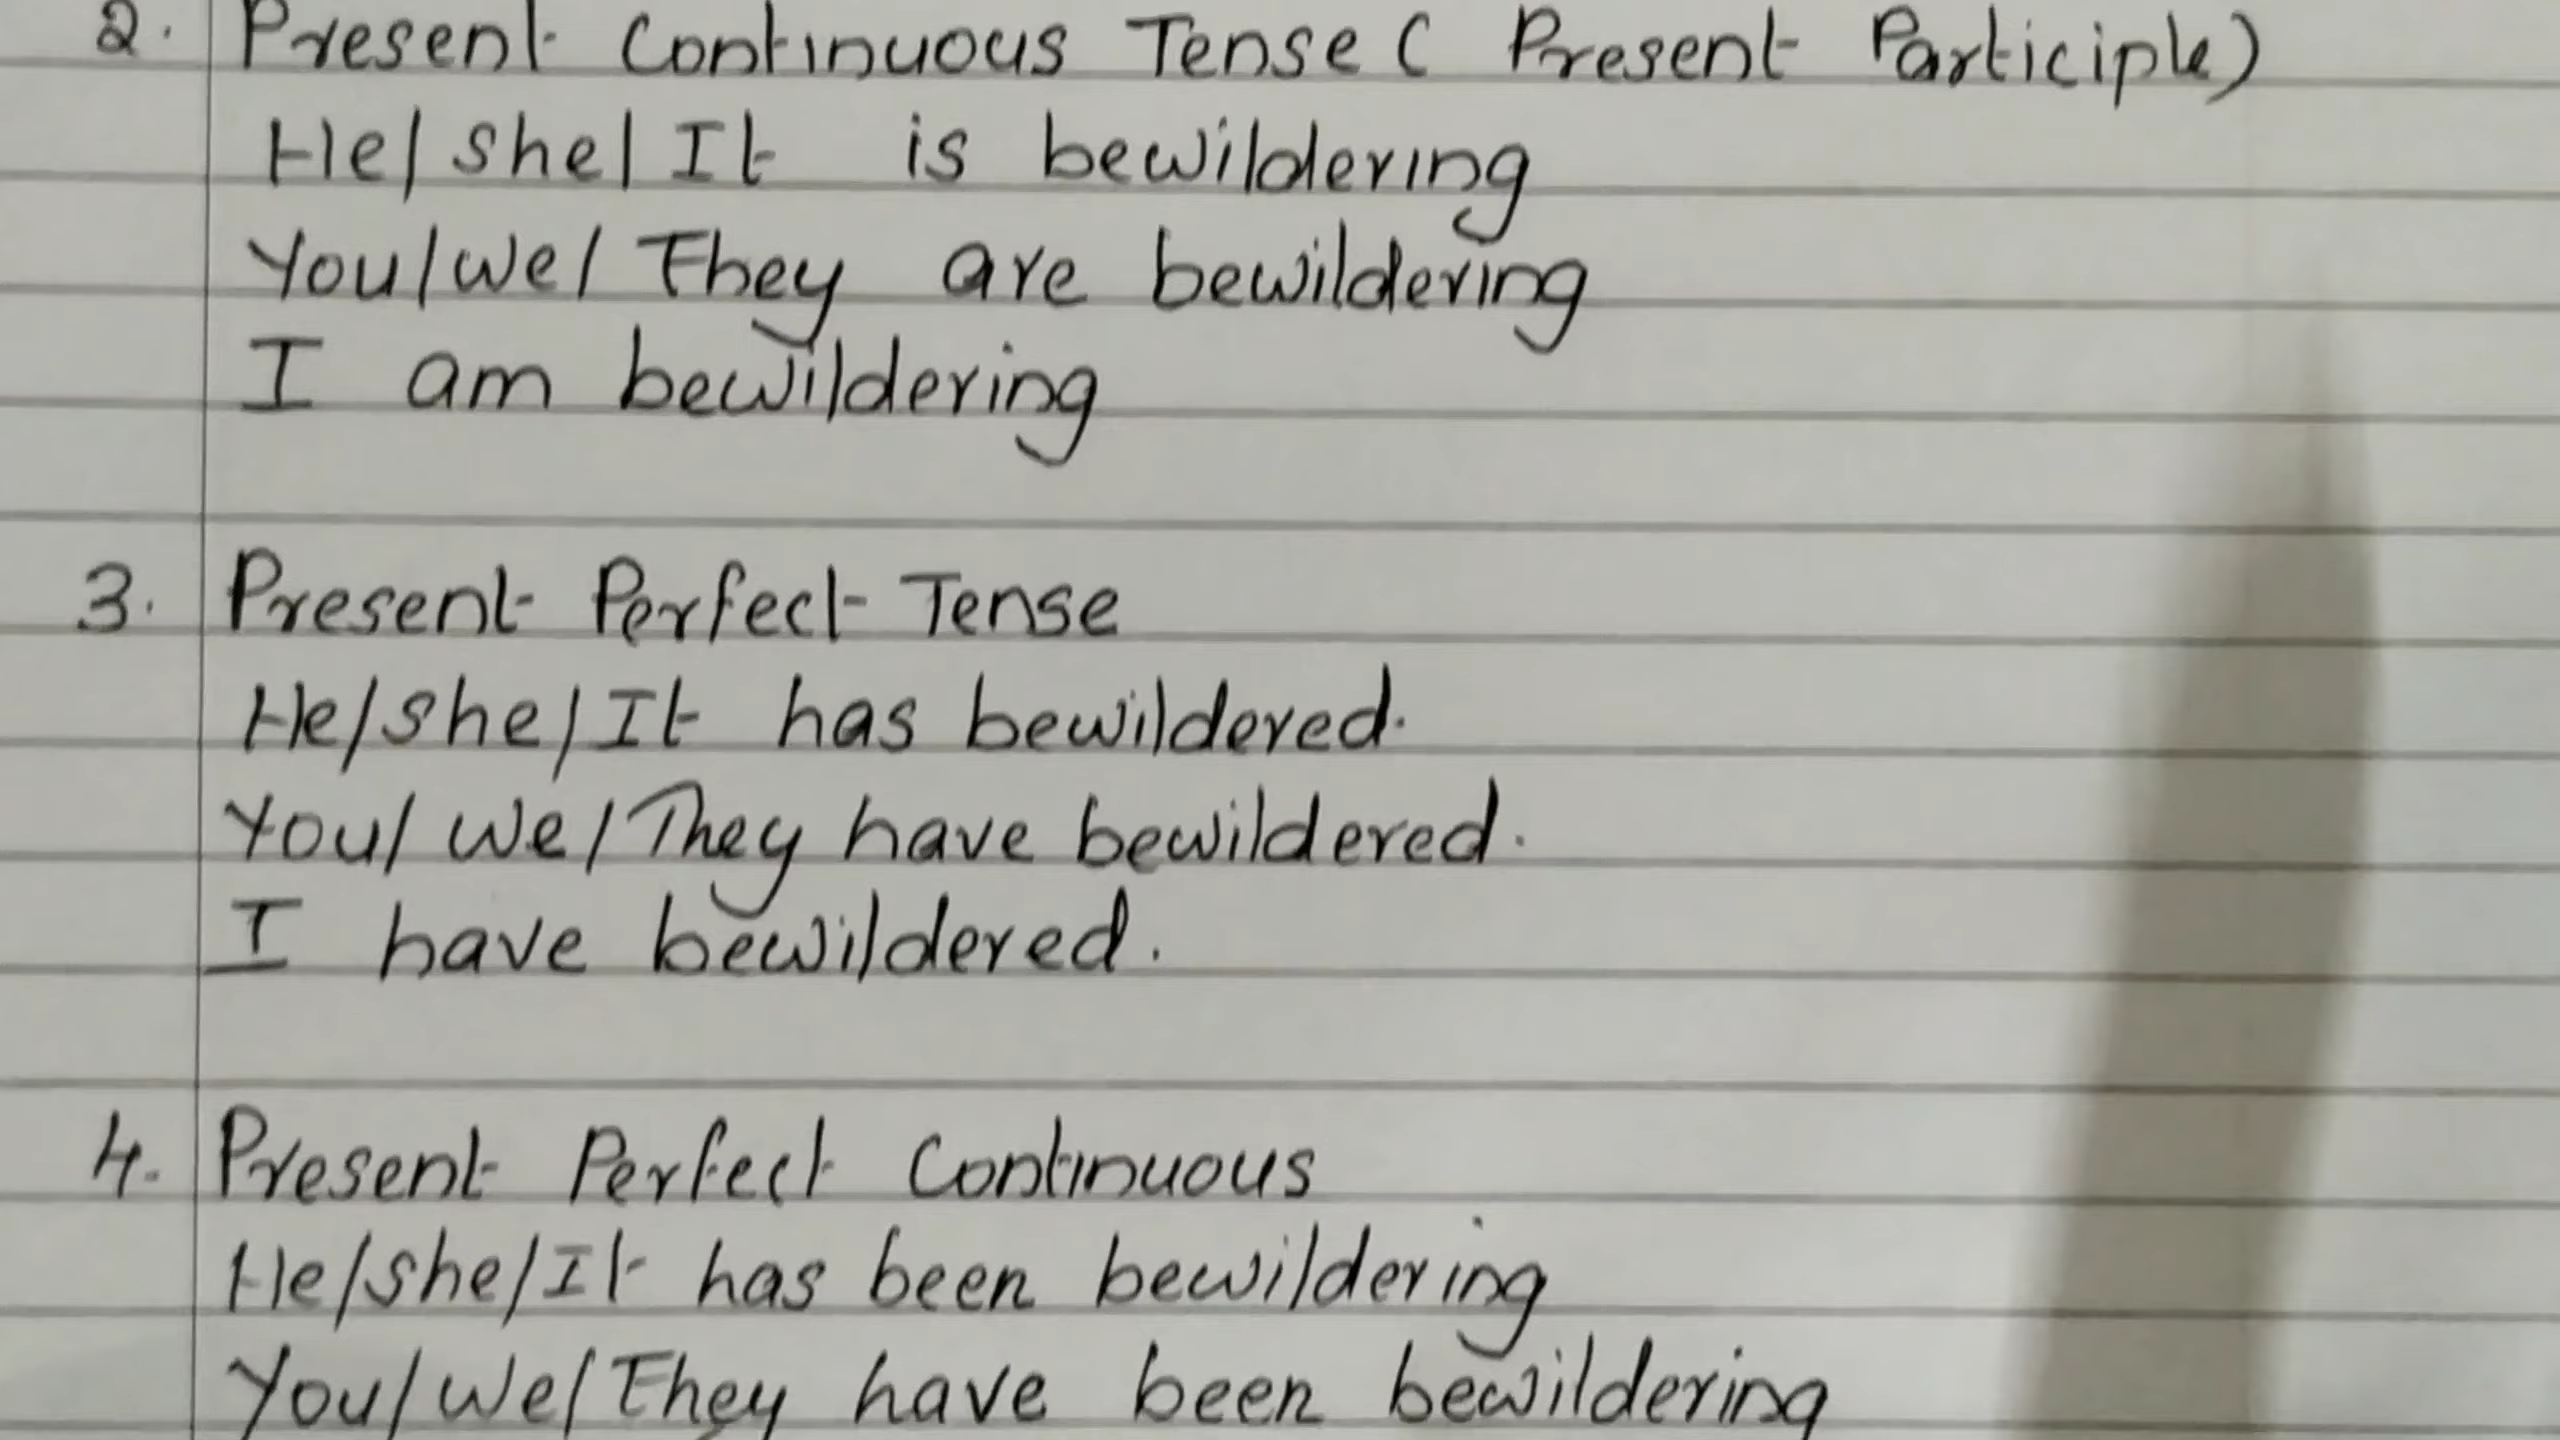 2. Present Continuous Tense ( Present Participle)
He/She/It is bewildering
You/We/They are bewildering
I am bewildering
3. Present Perfect Tense
He/She/It has bewildered.
You/We/They have bewildered.
I have bewildered.
4. Present Perfect Continuous
He/She/It has been bewildering
You/We/They have been bewildering